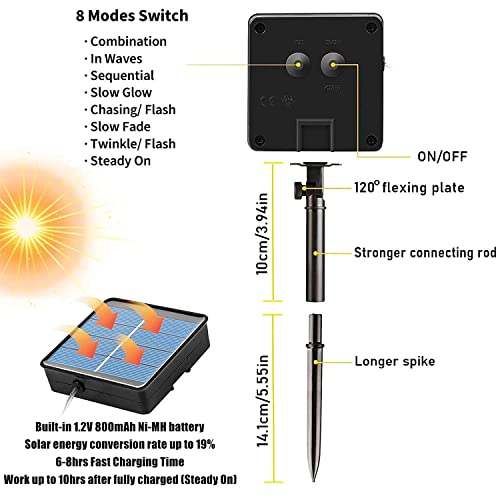 8 Modes Switch
• Combination
• In Waves
• Sequential
• Slow Glow
• Chasing/ Flash
• Slow Fade
• Twinkle/ Flash
• Steady On
ON/OFF
120° flexing plate
10cm/3.94in
Stronger connecting rod
Longer spike
14.1cm/5.55in
Built-in 1.2V 800mAh Ni-MH battery
Solar energy conversion rate up to 19%
6-8hrs Fast Charging Time
Work up to 10hrs after fully charged (Steady On)